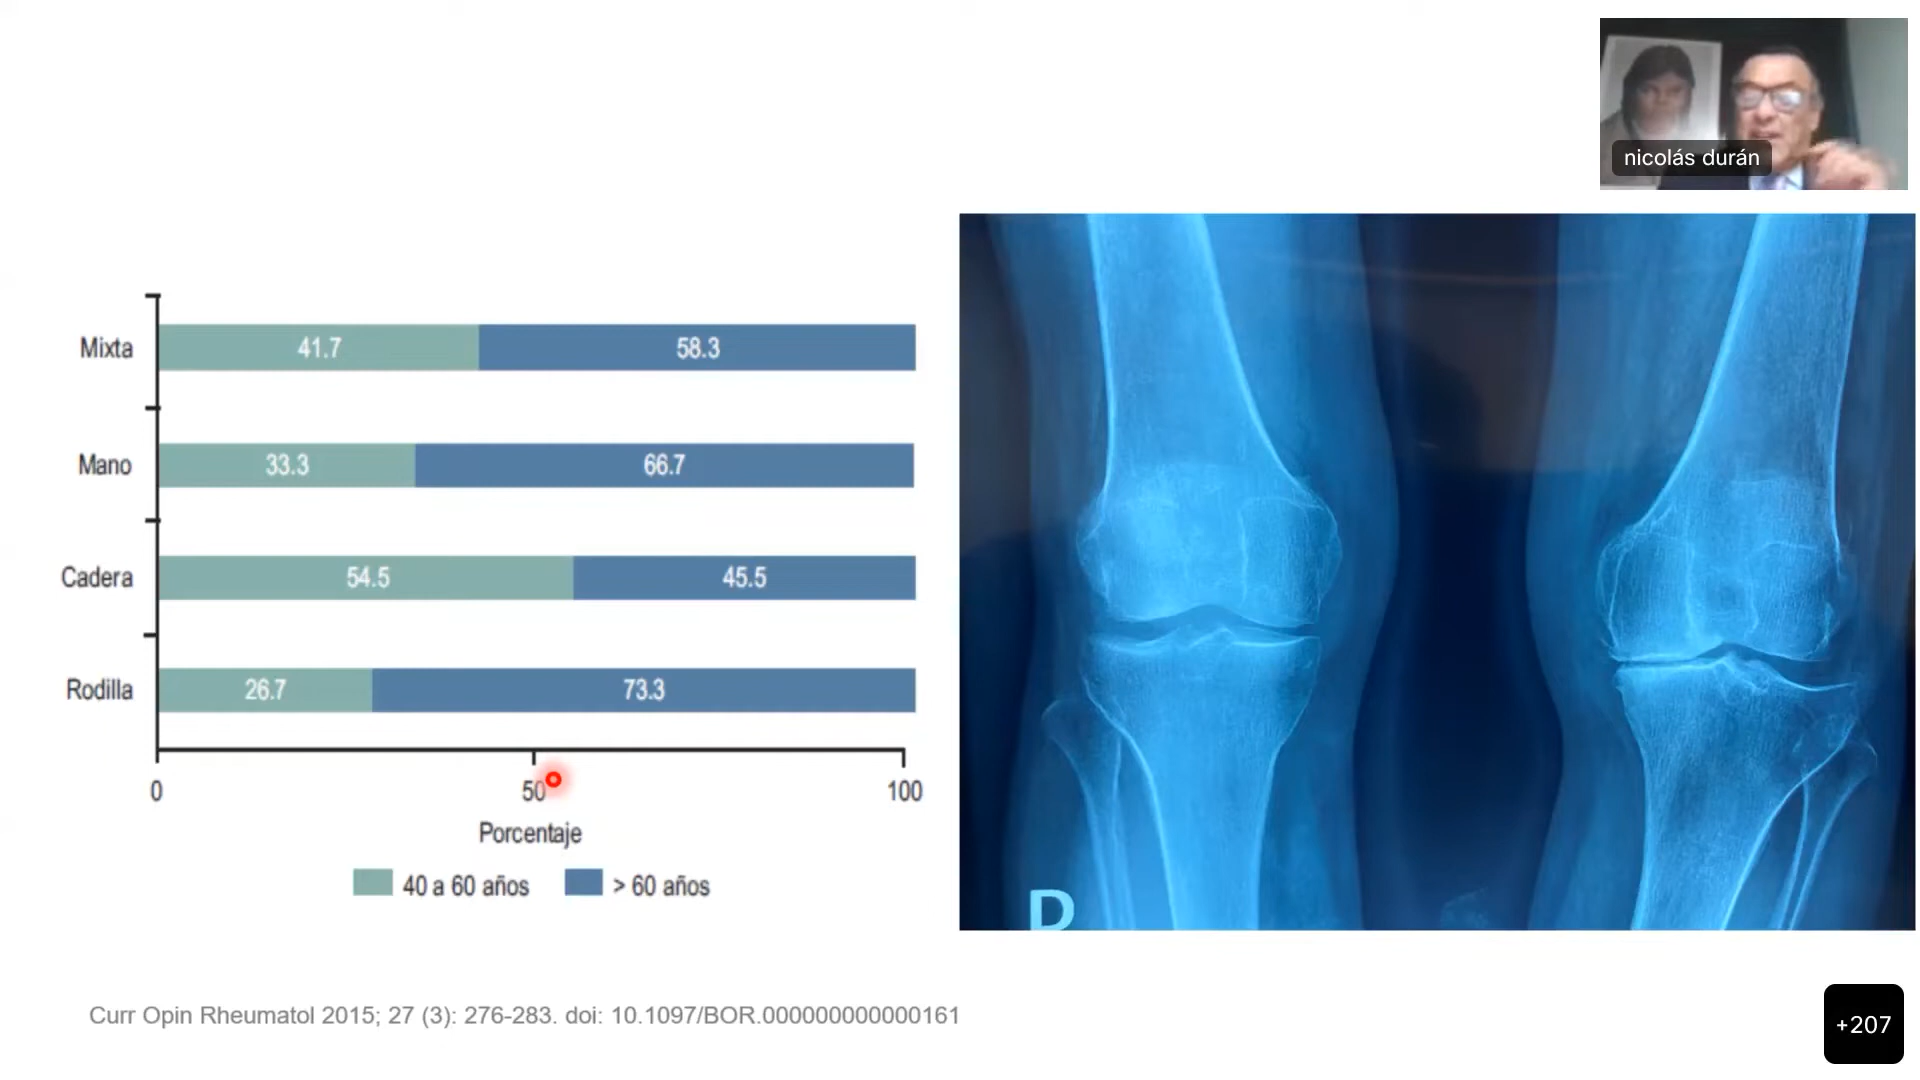 nicolás durán
Mixta
41.7
58.3
Mano
33.3
66.7
Cadera
54.5
45.5
Rodilla
26.7
73.3
0
50
100
Porcentaje
40 a 60 años
> 60 años
D
Curr Opin Rheumatol 2015; 27 (3): 276-283. doi: 10.1097/BOR.000000000000161
+207